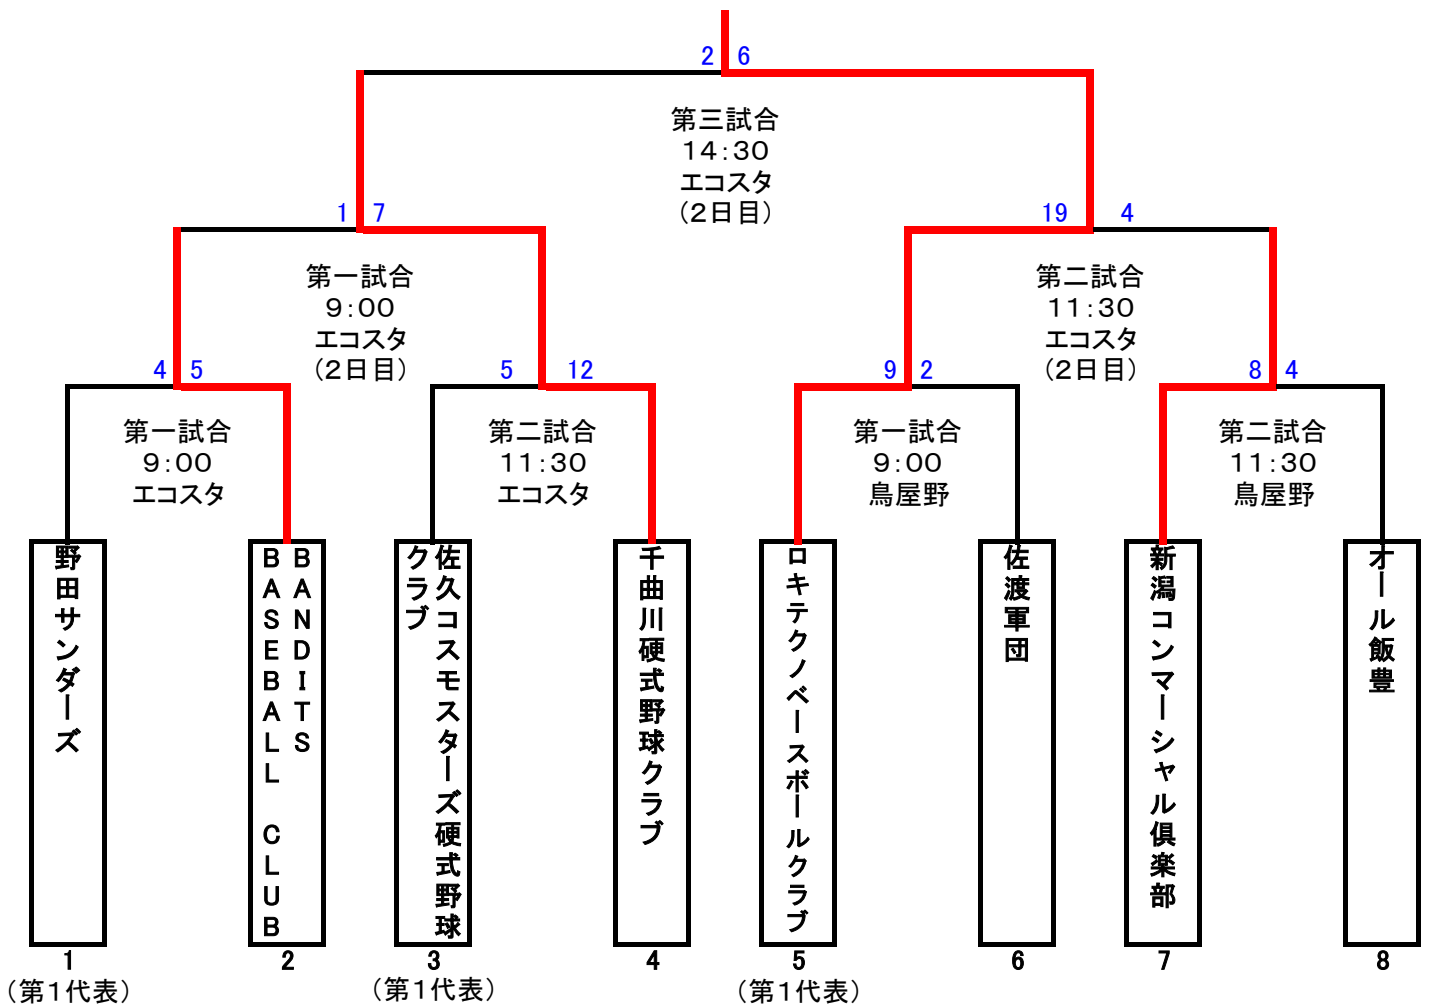 2 6
第三試合
14:30
エコスタ
(2日目)
1 7
19 4
第一試合
9:00
エコスタ
(2日目)
第二試合
11:30
エコスタ
(2日目)
4 5
5 12
9 2
8 4
第一試合
9:00
エコスタ
第二試合
11:30
エコスタ
第一試合
9:00
鳥屋野
第二試合
11:30
鳥屋野
野田サンダーズ
BANDITS
BASEBALL CLUB
佐久コスモスターズ硬式野球
クラブ
千曲川硬式野球クラブ
ロキテクノベースボールクラブ
佐渡軍団
新潟コンマーシャル倶楽部
オール飯豊
1 2 3 4 5 6 7 8
(第1代表) (第1代表) (第1代表)